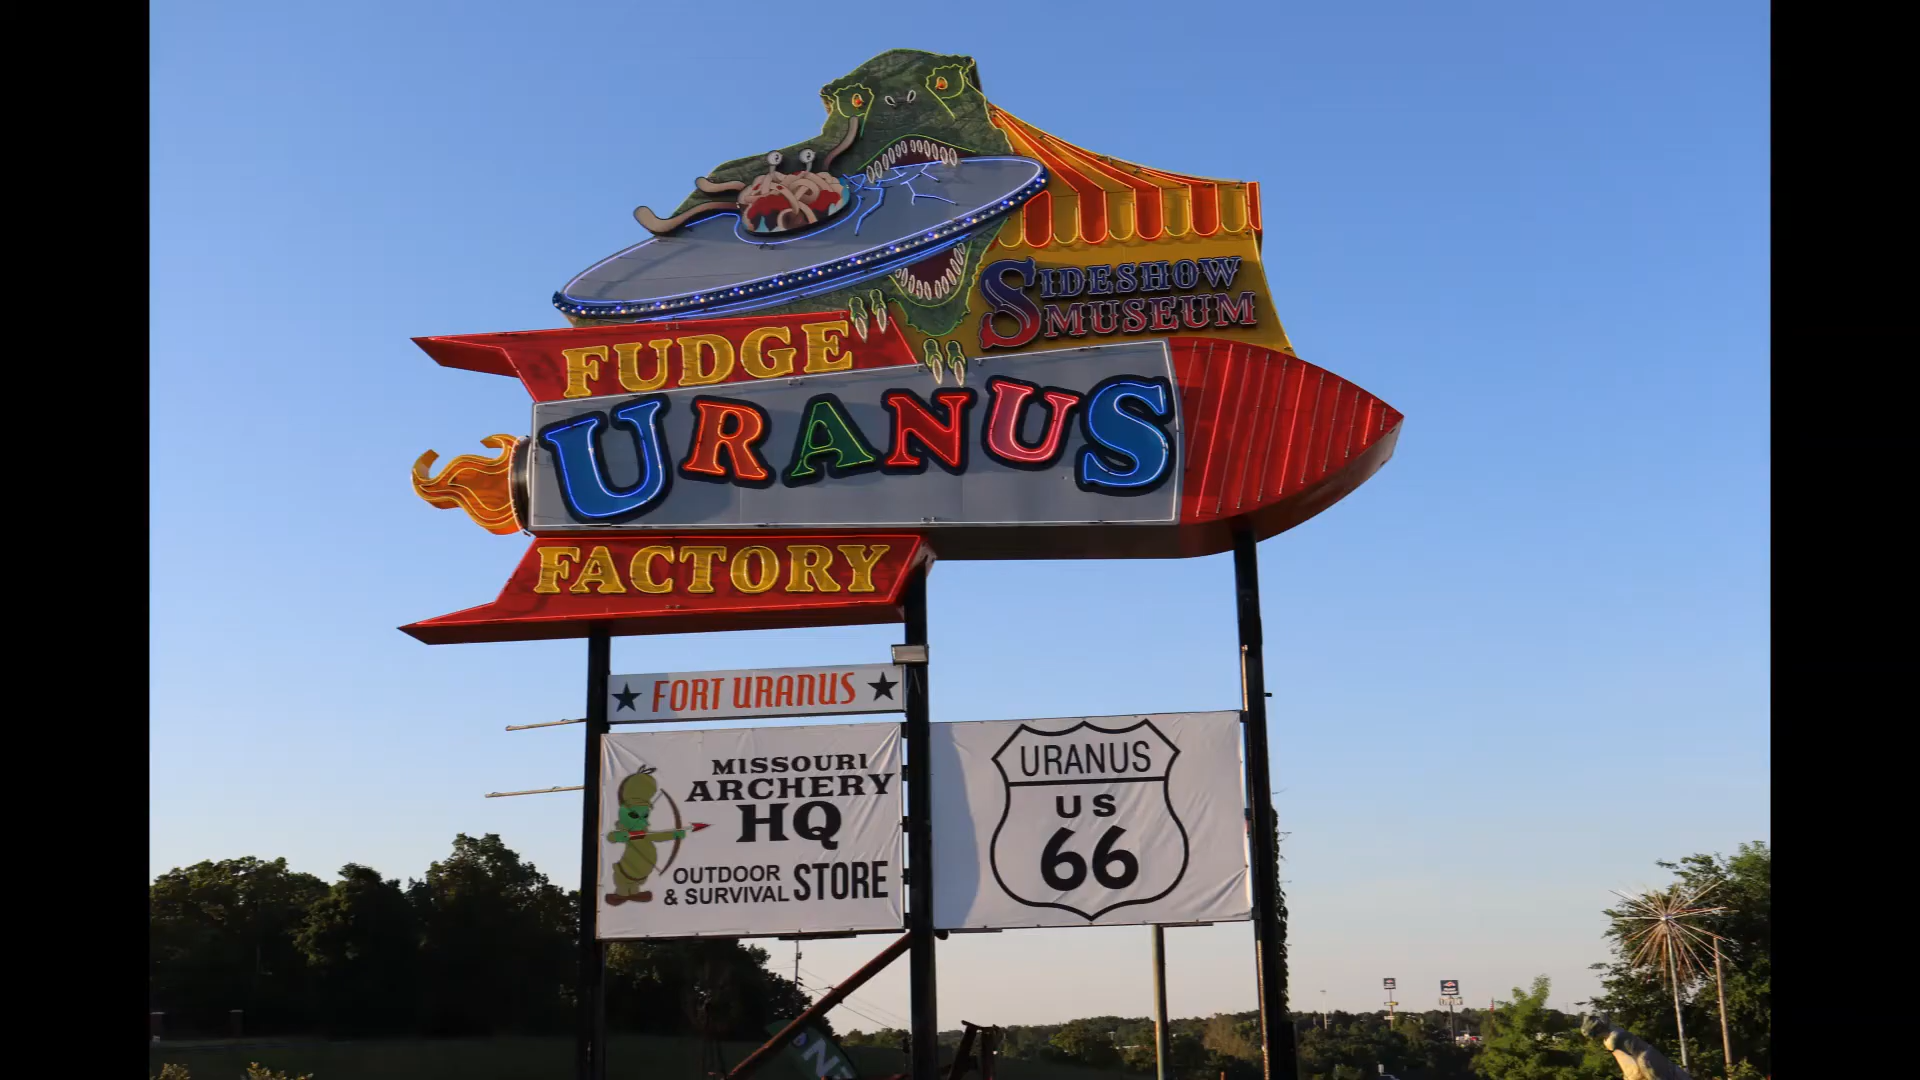 SIDESHOW
MUSEUM
FUDGE
URANUS
FACTORY
FORT URANUS
MISSOURI
ARCHERY
HQ
OUTDOOR
& SURVIVAL STORE
URANUS
US
66